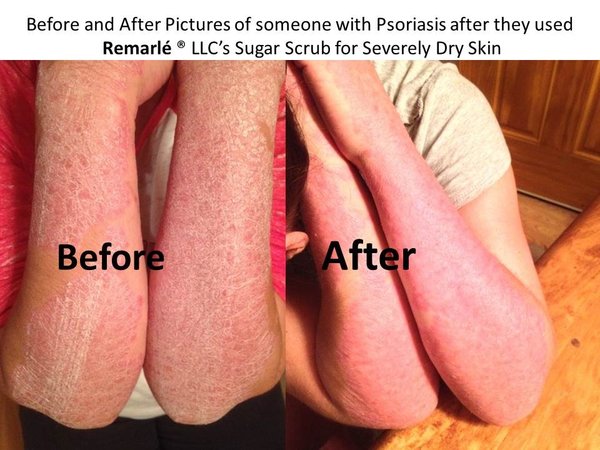 Before and After Pictures of someone with Psoriasis after they used
Remarlé ® LLC’s Sugar Scrub for Severely Dry Skin
Before
After